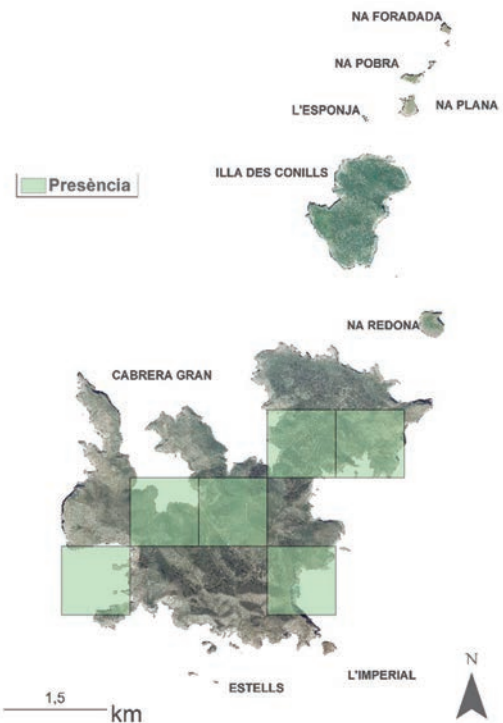 NA FORADADA
NA POBRA
NA PLANA
L'ESPONJA
ILLA DES CONILLS
Presència
NA REDONA
CABRERA GRAN
N
L'IMPERIAL
ESTELLS
1,5
km